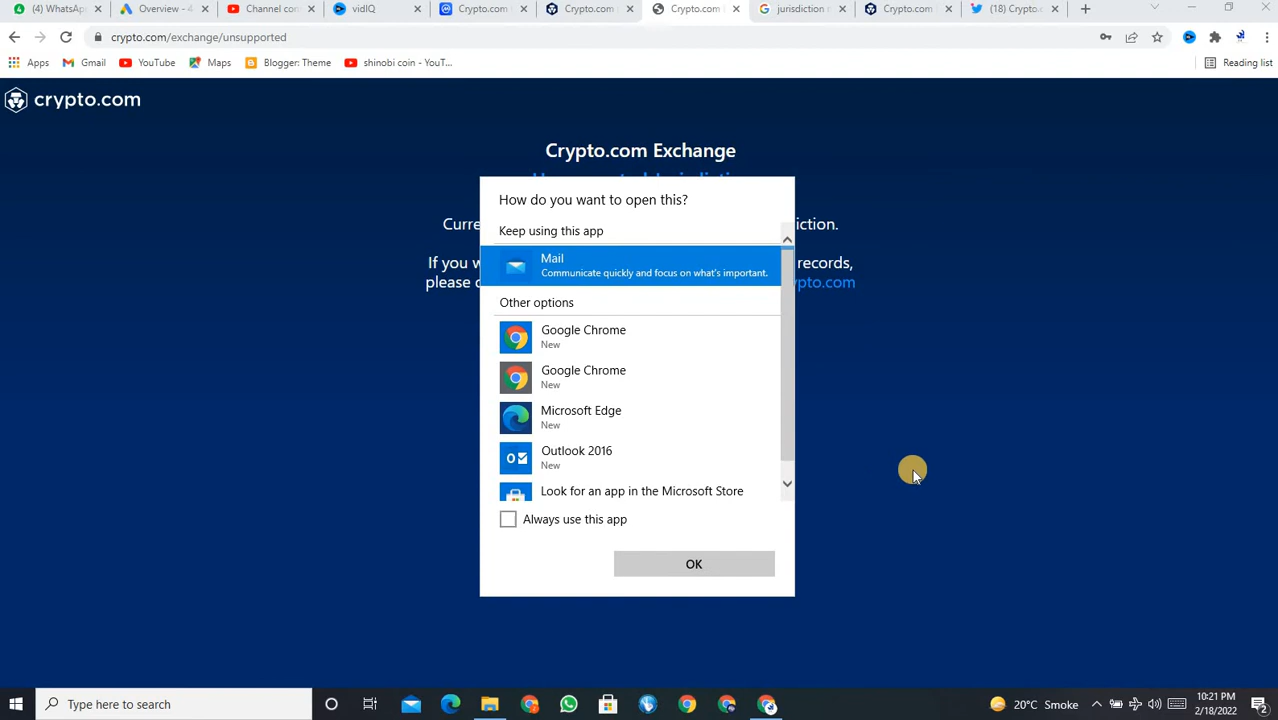 (4) WhatsAp
Overview - 4
Channel con
vidIQ
Crypto.com
Crypto.com
Crypto.com
jurisdiction
Crypto.com
(18) Crypto.c
crypto.com/exchange/unsupported
Apps
Gmail
YouTube
Maps
Blogger: Theme
shinobi coin - YouT...
Reading list
crypto.com
Crypto.com Exchange
Curre
iction.
If you w
records,
please c
ypto.com
How do you want to open this?
Keep using this app
Mail
Communicate quickly and focus on what's important.
Other options
Google Chrome
New
Google Chrome
New
Microsoft Edge
New
Outlook 2016
New
Look for an app in the Microsoft Store
Always use this app
OK
Type here to search
20°C Smoke
10:21 PM
2/18/2022
2